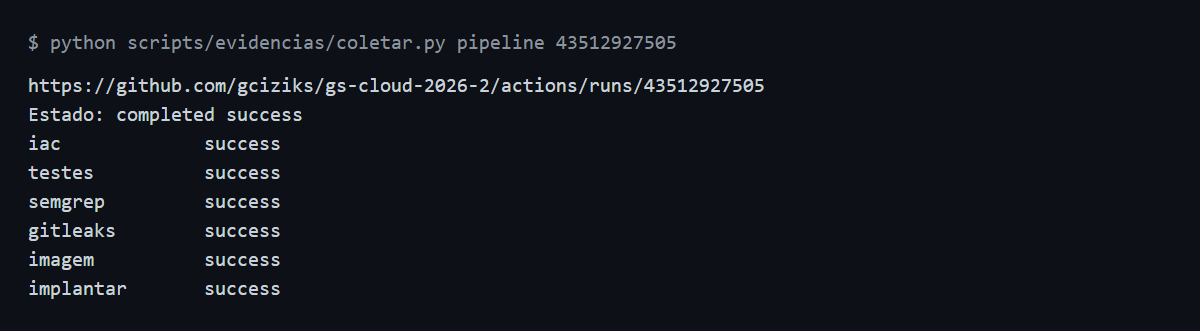 $ python scripts/evidencias/coletar.py pipeline 43512927505
https://github.com/gciziks/gs-cloud-2026-2/actions/runs/43512927505
Estado: completed success
iac success
testes success
semgrep success
gitleaks success
imagem success
implantar success